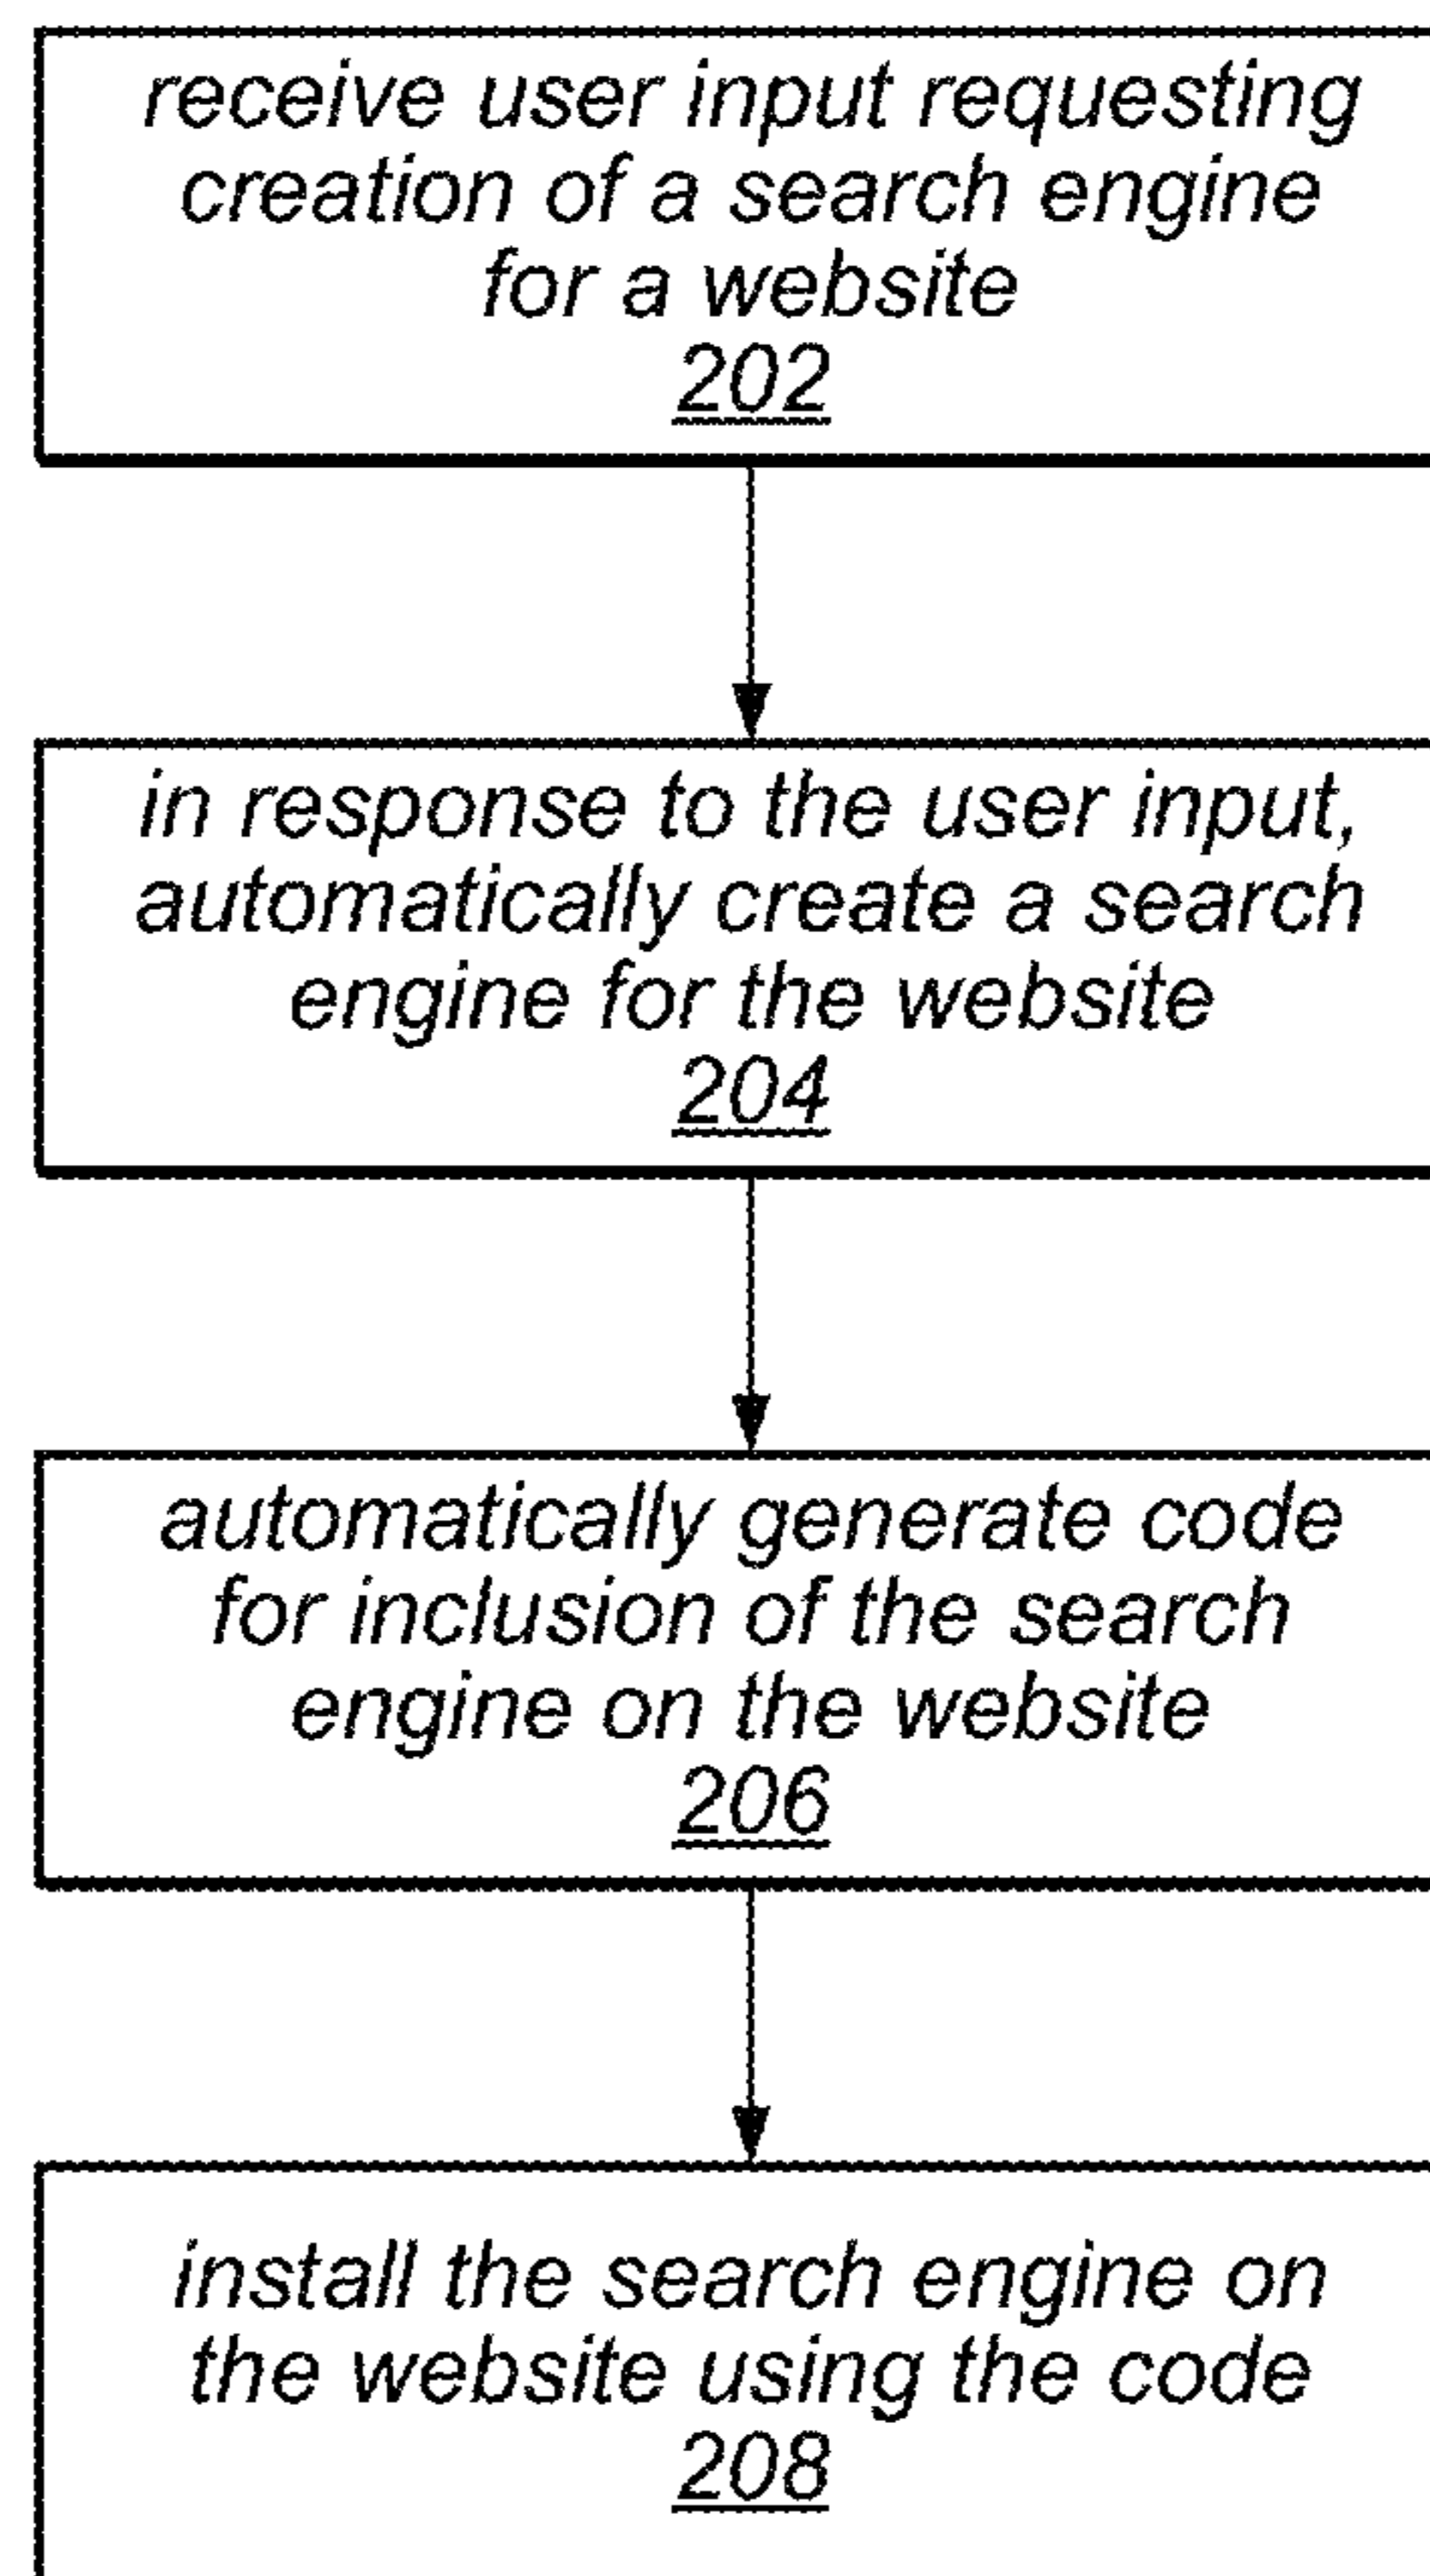 receive user input requesting
creation of a search engine
for a website
202
in response to the user input,
automatically create a search
engine for the website
204
automatically generate code
for inclusion of the search
engine on the website
206
install the search engine on
the website using the code
208